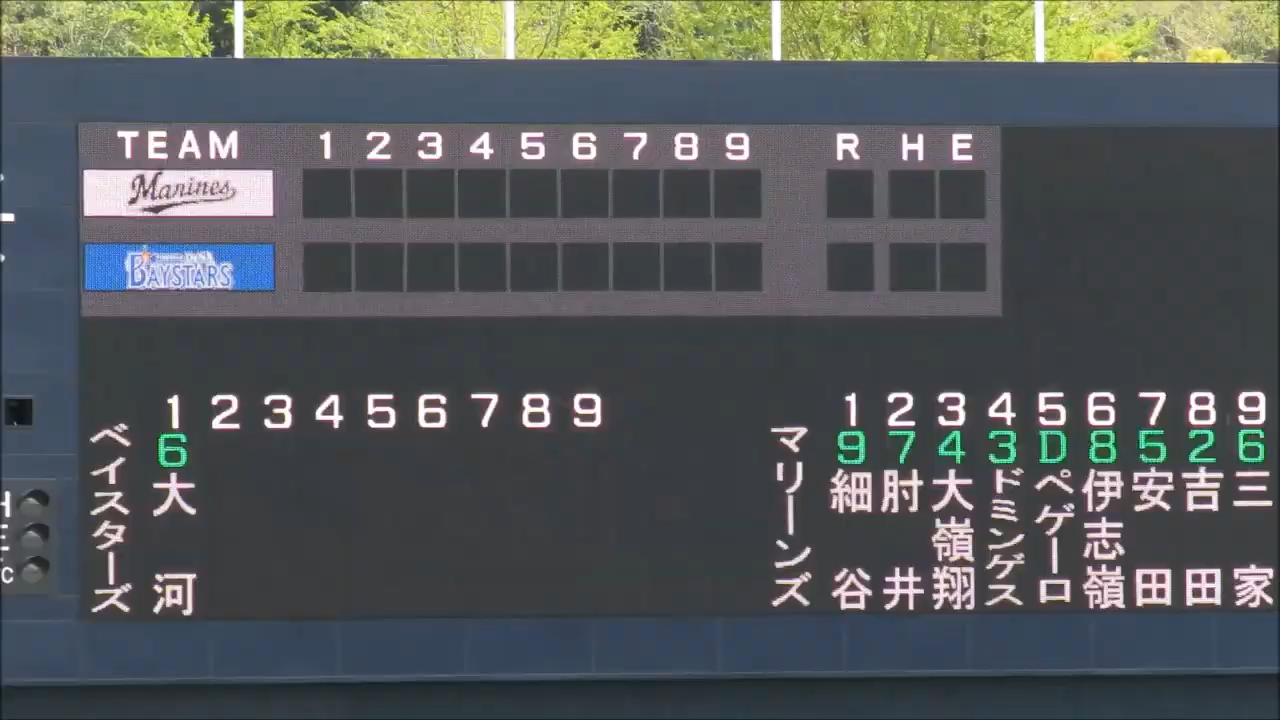 TEAM 1 2 3 4 5 6 7 8 9 R H E
Marines
BAYSTARS
ベイスターズ
1 2 3 4 5 6 7 8 9
6
大河
マリーンズ
1 2 3 4 5 6 7 8 9
9 7 4 3 D 8 5 2 6
細谷
肘井
大嶺翔
ドミンゲス
ペゲーロ
伊志嶺
安田
吉田
三家
H
E
FC